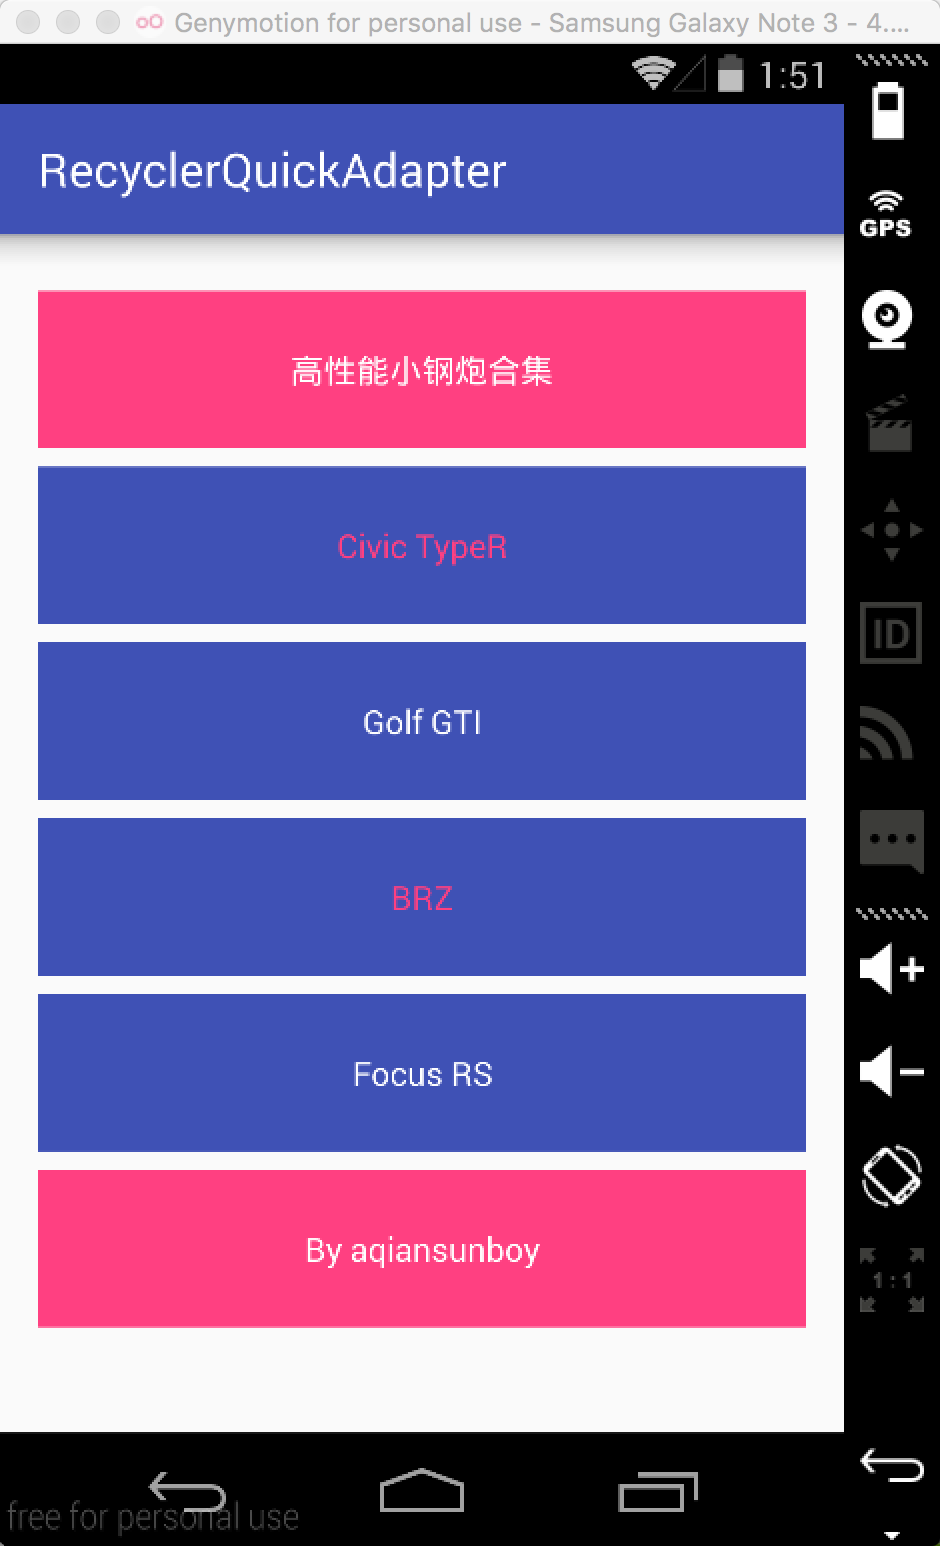 Genymotion for personal use - Samsung Galaxy Note 3 - 4....
1:51
RecyclerQuickAdapter
GPS
高性能小钢炮合集
Civic TypeR
Golf GTI
ID
BRZ
Focus RS
By aqiansunboy
1 : 1
free for personal use